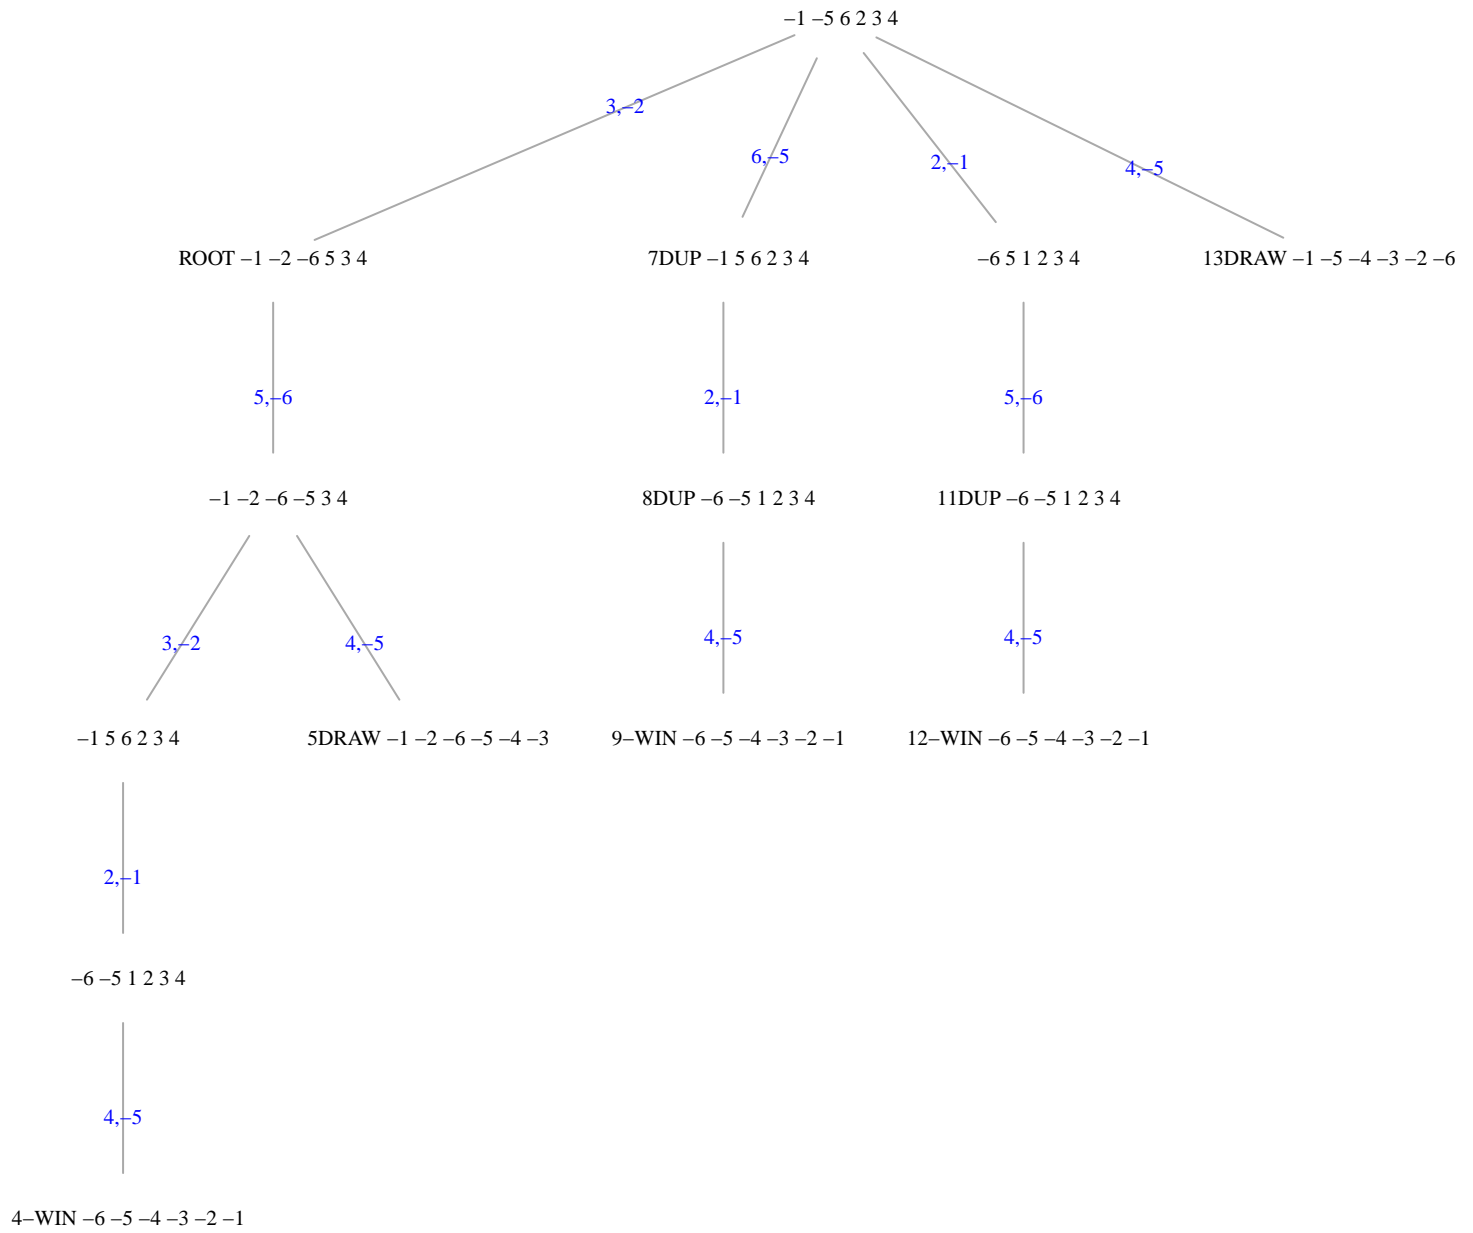 –1 –5 6 2 3 4
3,–2
6,–5
2,–1
4,–5
ROOT –1 –2 –6 5 3 4
7DUP –1 5 6 2 3 4
–6 5 1 2 3 4
13DRAW –1 –5 –4 –3 –2 –6
5,–6
2,–1
5,–6
–1 –2 –6 –5 3 4
8DUP –6 –5 1 2 3 4
11DUP –6 –5 1 2 3 4
3,–2
4,–5
4,–5
4,–5
–1 5 6 2 3 4
5DRAW –1 –2 –6 –5 –4 –3
9–WIN –6 –5 –4 –3 –2 –1
12–WIN –6 –5 –4 –3 –2 –1
2,–1
–6 –5 1 2 3 4
4,–5
4–WIN –6 –5 –4 –3 –2 –1